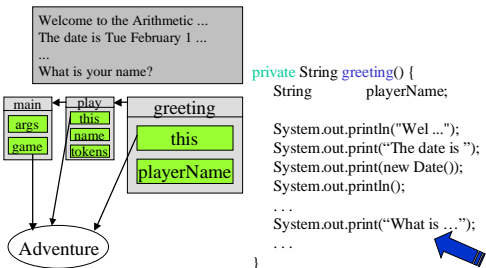 Welcome to the Arithmetic ...
The date is Tue February 1 ...
...
What is your name?
main
args
game
play
this
name
tokens
greeting
this
playerName
Adventure
private String greeting() {
String playerName;
System.out.println("Wel ...");
System.out.print(“The date is ”);
System.out.print(new Date());
System.out.println();
. . .
System.out.print(“What is …”);
. . .
}